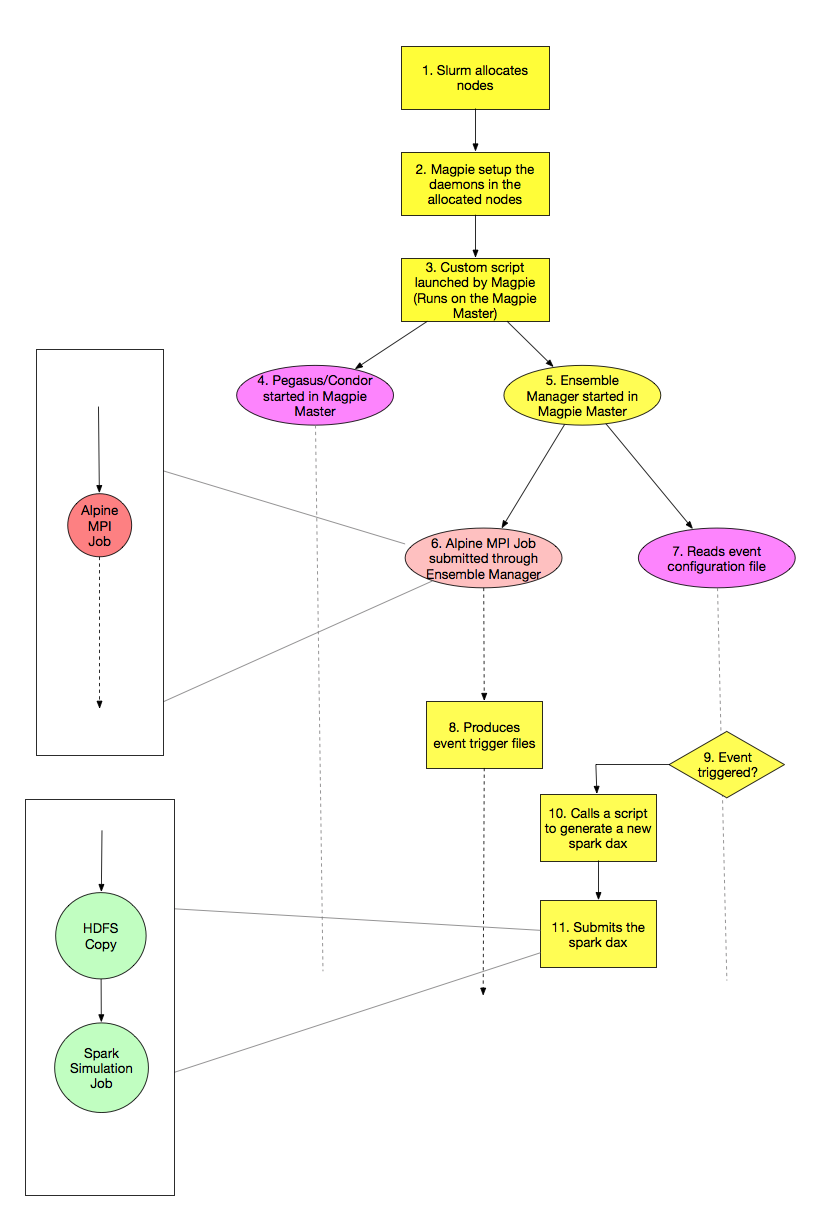 1. Slurm allocates
nodes
2. Magpie setup the
daemons in the
allocated nodes
3. Custom script
launched by Magpie
(Runs on the Magpie
Master)
4. Pegasus/Condor
started in Magpie
Master
5. Ensemble
Manager started in
Magpie Master
Alpine
MPI
Job
6. Alpine MPI Job
submitted through
Ensemble Manager
7. Reads event
configuration file
8. Produces
event trigger files
9. Event
triggered?
10. Calls a script
to generate a new
spark dax
HDFS
Copy
11. Submits the
spark dax
Spark
Simulation
Job